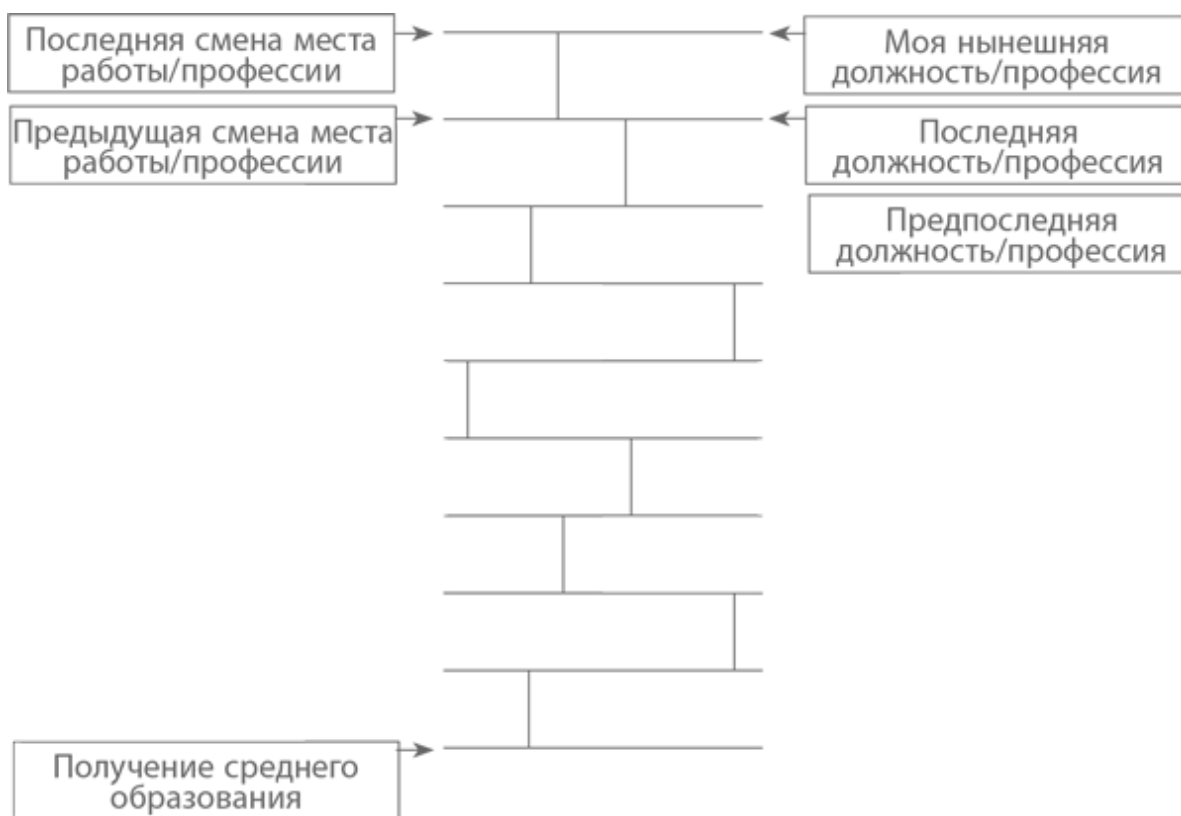 Последняя смена места
работы/профессии
Моя нынешняя
должность/профессия
Предыдущая смена места
работы/профессии
Последняя
должность/профессия
Предпоследняя
должность/профессия
Получение среднего
образования